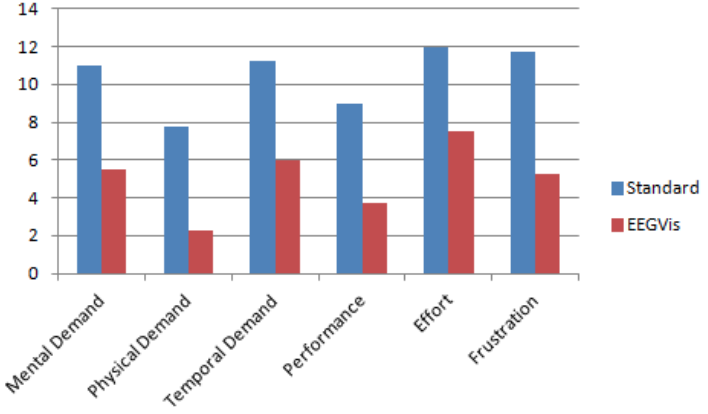 14
12
10
8
6
4
2
0
Mental Demand
Physical Demand
Temporal Demand
Performance
Effort
Frustration
Standard
EEGVis